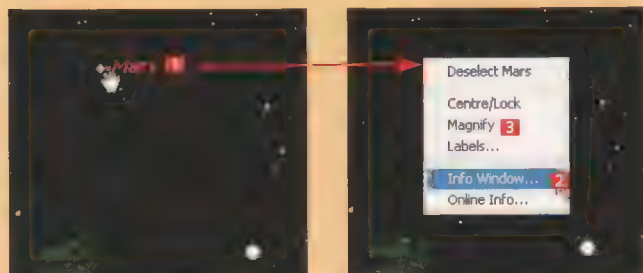 Mars 1
Deselect Mars
Centre/Lock
Magnify 3
Labels...
Info Window... 2
Online Info...